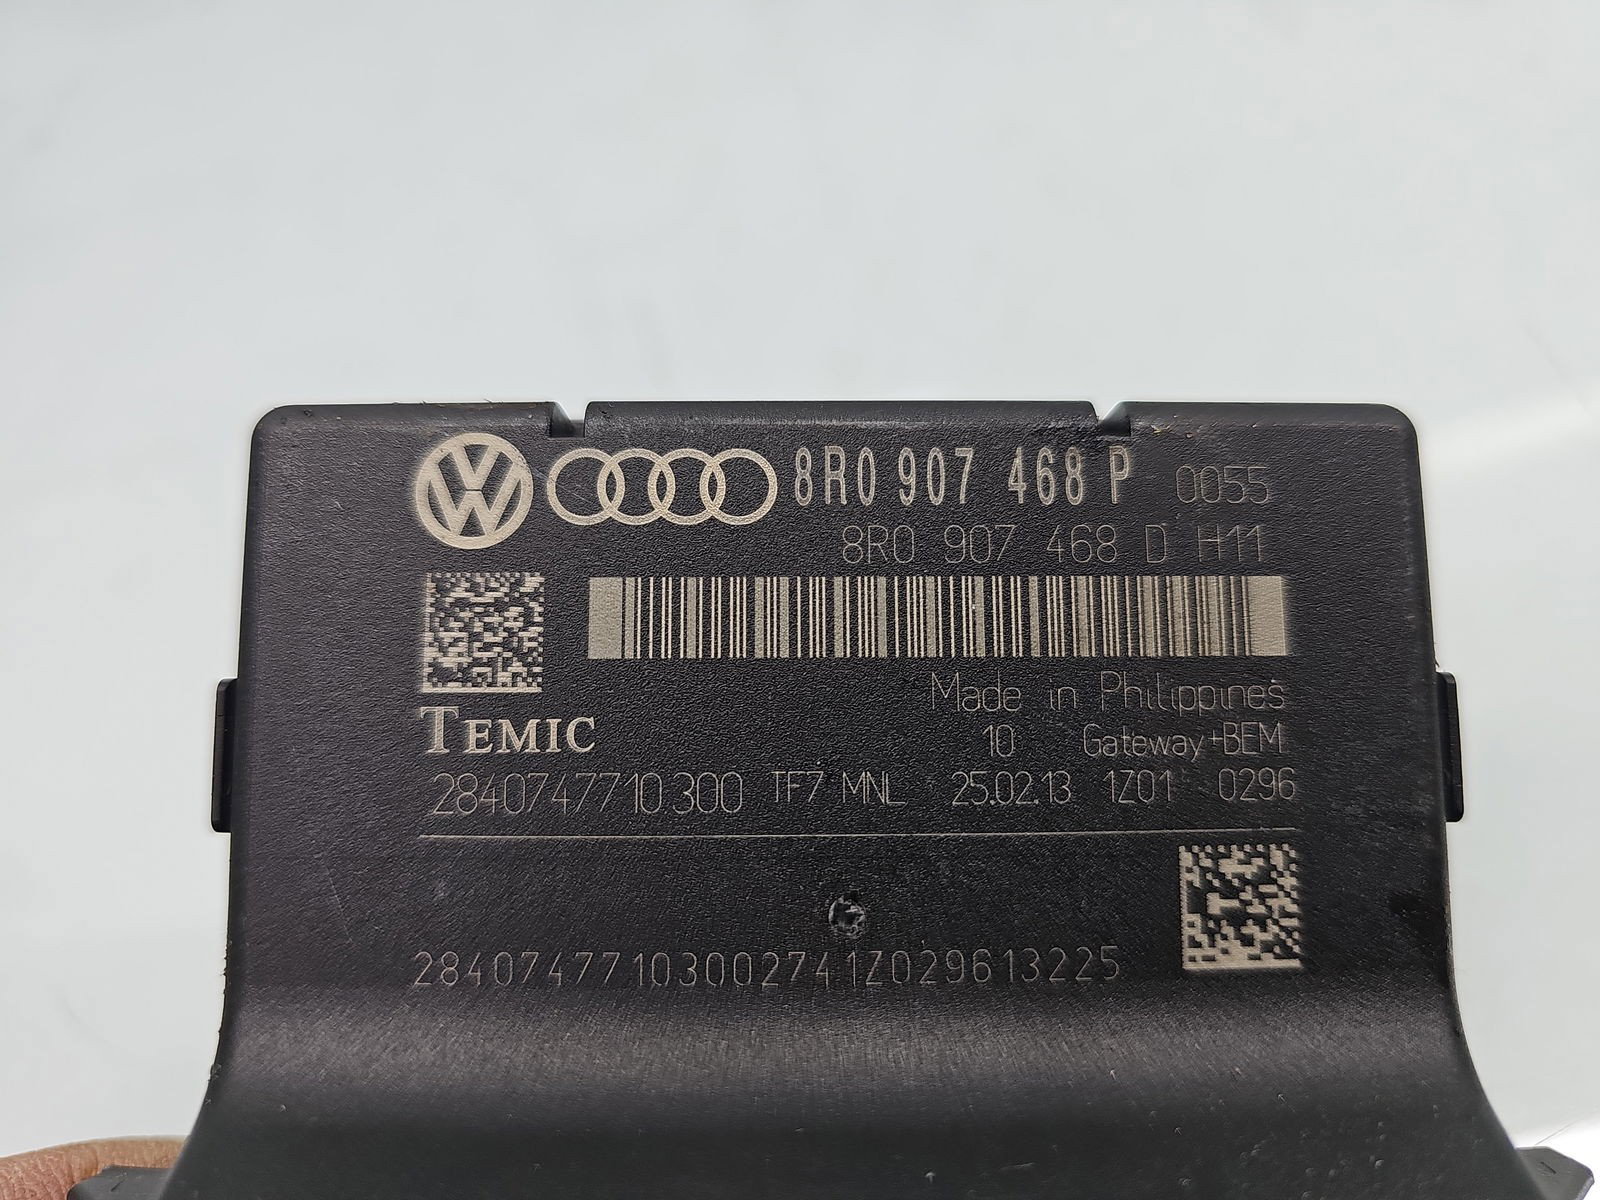 8R0 907 468 P 0055
8R0 907 468 D H11
Made in Philippines
TEMIC 10 Gateway+BEM
2840747710300 TF7 MNL 25.02.13 1Z01 0296
28407477103002741Z029613225